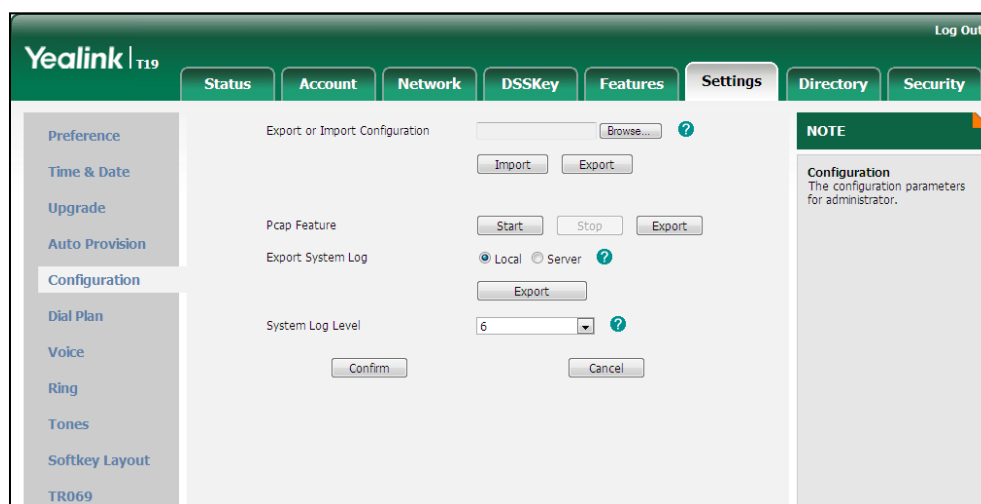 Log Out
Yealink T19
Status Account Network DSSKey Features Settings Directory Security
Preference
Time & Date
Upgrade
Auto Provision
Configuration
Dial Plan
Voice
Ring
Tones
Softkey Layout
TR069
Export or Import Configuration Browse... ?
Import Export
Pcap Feature Start Stop Export
Export System Log Local Server ?
Export
System Log Level 6 ?
Confirm Cancel
NOTE
Configuration
The configuration parameters
for administrator.